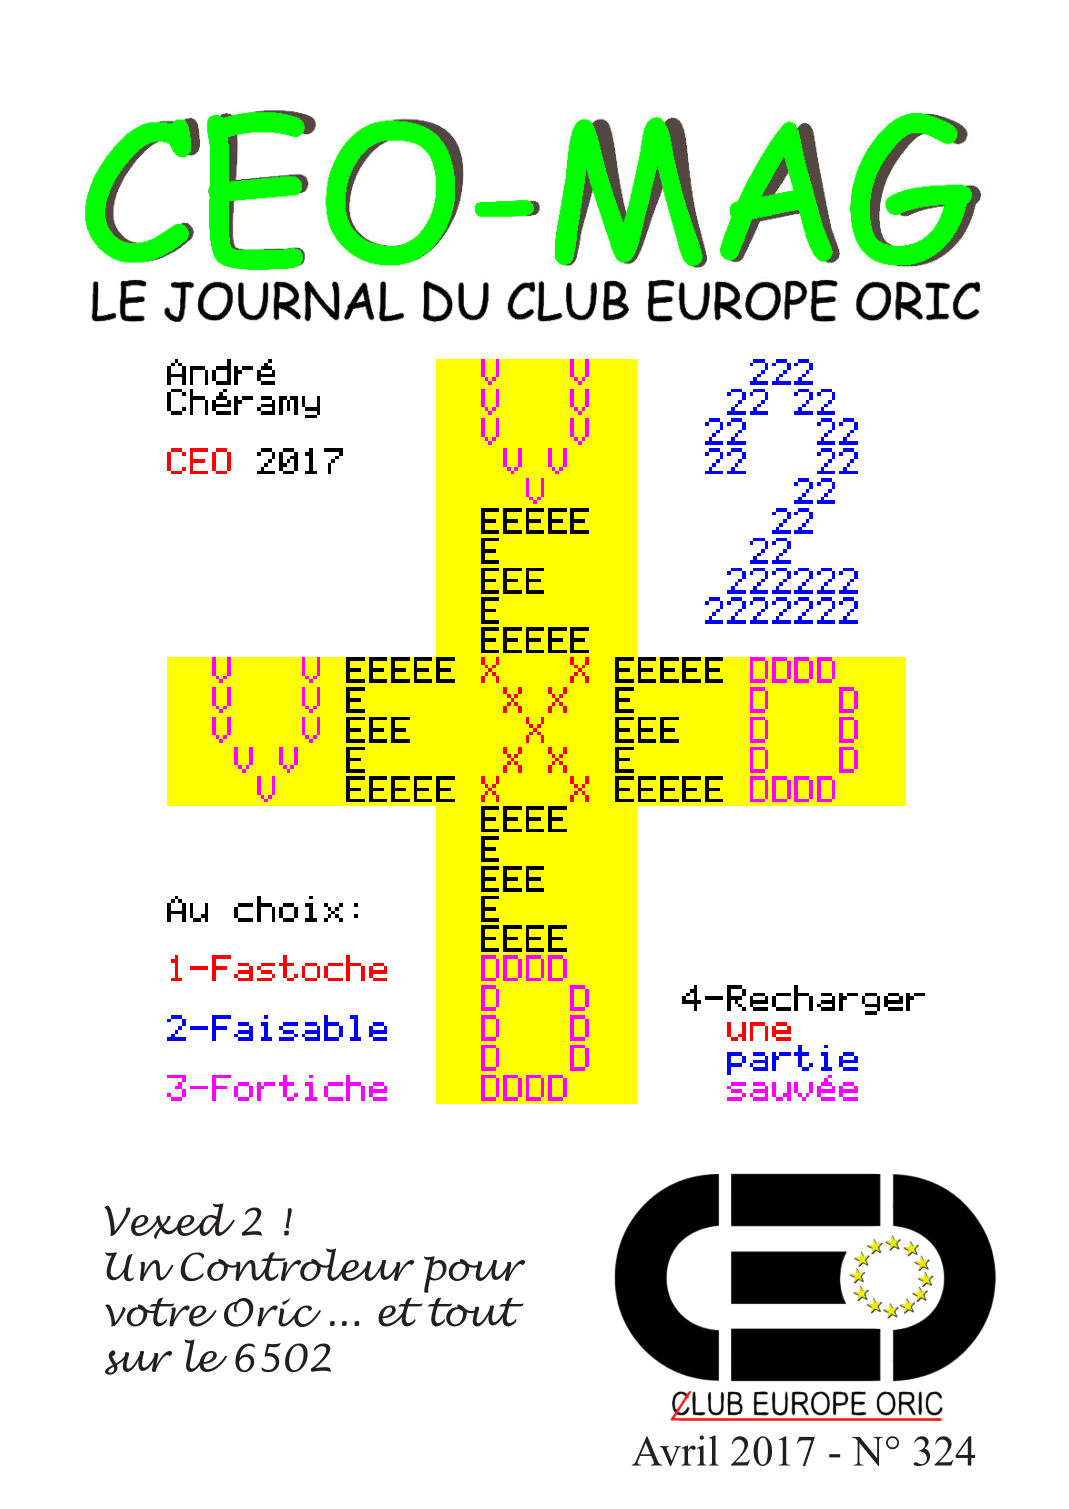 CEO-MAG
LE JOURNAL DU CLUB EUROPE ORIC
André
Chéramy
CEO 2017
V V 222
V V 22 22
V V 22 22
V V 22 22
V 22
EEEEE 22
E 22
EEE 222222
E 2222222
EEEEE
V V EEEEE X X EEEEE DDDD
V V E X X E D D
V V EEE X EEE D D
V V E X X E D D
V EEEEE X X EEEEE DDDD
EEEE
E
EEE
E
EEEE
DDDD
D D
D D
D D
DDDD
Au choix:
1-Fastoche
2-Faisable
3-Fortiche
4-Recharger
une
partie
sauvée
Vexed 2 !
Un Controleur pour
votre Oric ... et tout
sur le 6502
CEO
CLUB EUROPE ORIC
Avril 2017 - N° 324